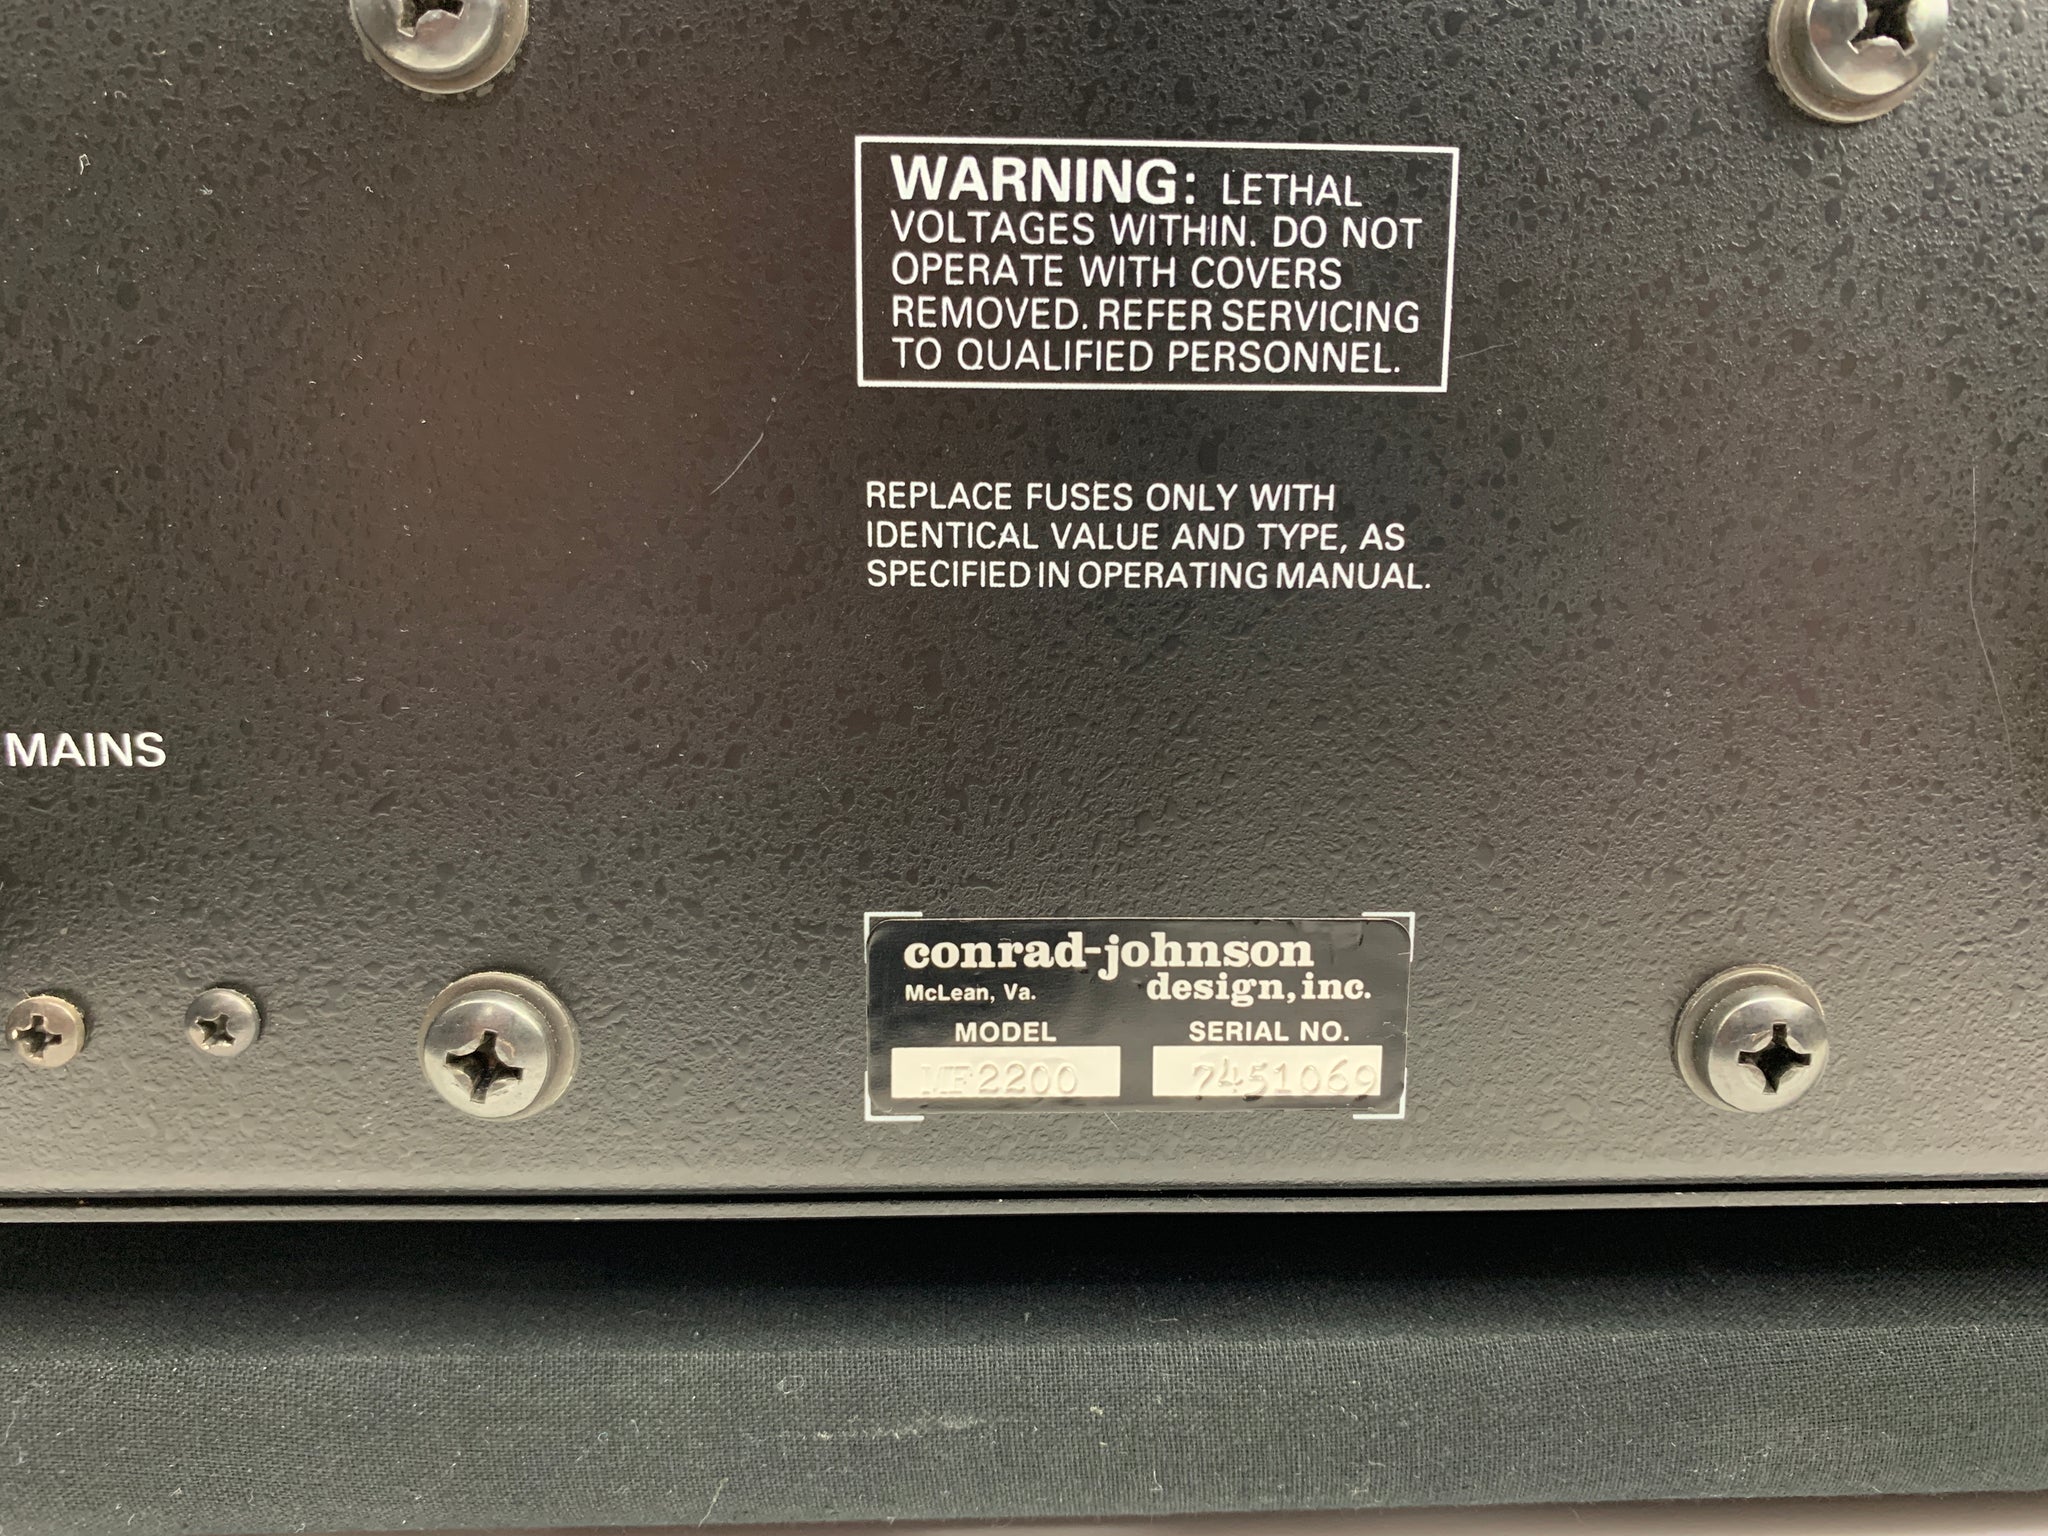 WARNING: LETHAL
VOLTAGES WITHIN. DO NOT
OPERATE WITH COVERS
REMOVED. REFER SERVICING
TO QUALIFIED PERSONNEL.
REPLACE FUSES ONLY WITH
IDENTICAL VALUE AND TYPE, AS
SPECIFIED IN OPERATING MANUAL.
MAINS
conrad-johnson
design, inc.
McLean, Va.
MODEL SERIAL NO.
MF2200 7451069